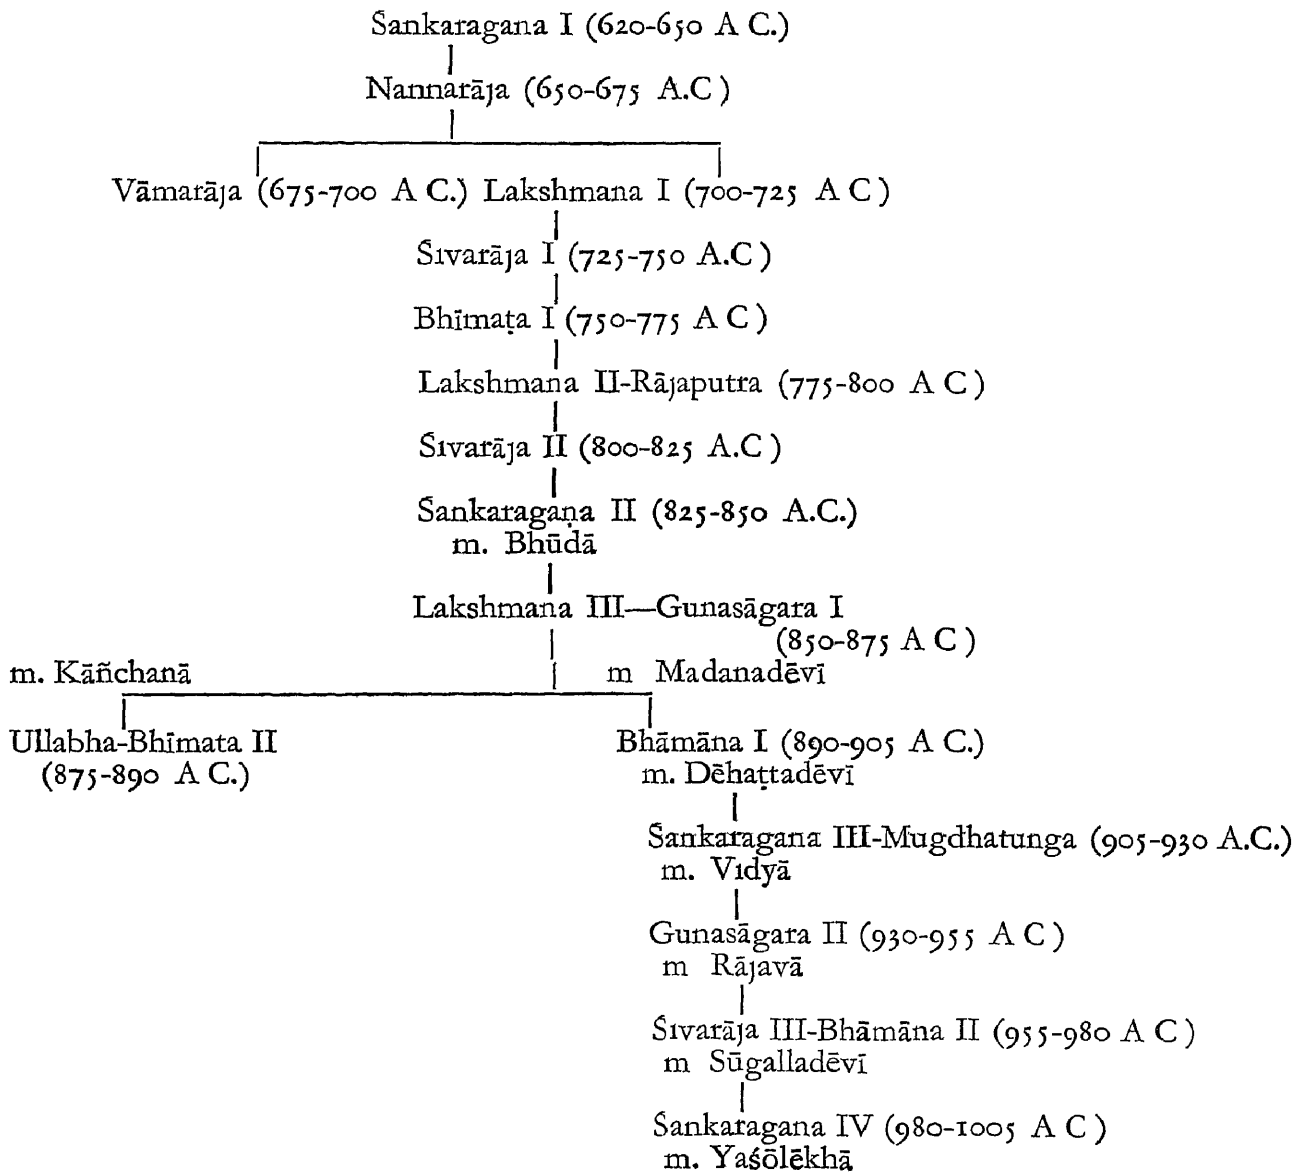 Śankaragana I (620-650 A C.)
Nannarāja (650-675 A.C )
Vāmarāja (675-700 A C.) Lakshmana I (700-725 A C )
Śivarāja I (725-750 A.C )
Bhīmaṭa I (750-775 A C )
Lakshmana II-Rājaputra (775-800 A C )
Śivarāja II (800-825 A.C )
Śankaragaṇa II (825-850 A.C.)
m. Bhūdā
Lakshmana III—Gunasāgara I
(850-875 A C )
m. Kāñchanā m Madanadēvī
Ullabha-Bhīmata II Bhāmāna I (890-905 A C.)
(875-890 A C.) m. Dēhaṭṭadēvī
Śankaragana III-Mugdhatunga (905-930 A.C.)
m. Vidyā
Gunasāgara II (930-955 A C )
m Rājavā
Śivarāja III-Bhāmāna II (955-980 A C )
m Sūgalladēvī
Śankaragana IV (980-1005 A C )
m. Yaśōlēkhā